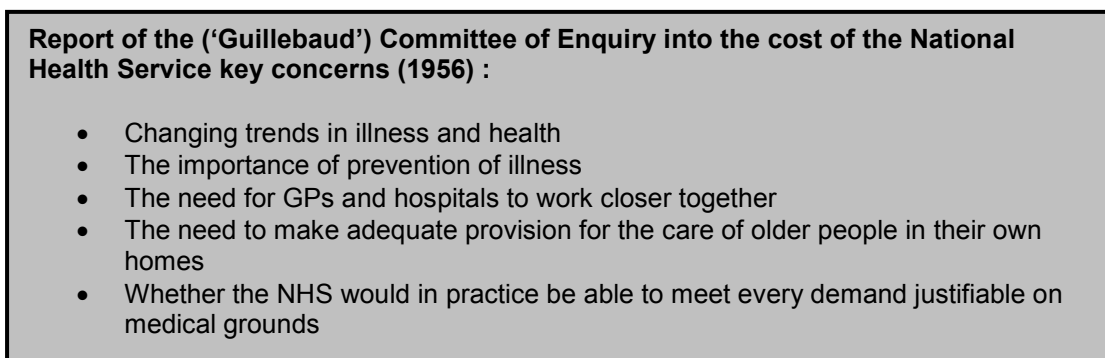 Report of the (‘Guillebaud’) Committee of Enquiry into the cost of the National
Health Service key concerns (1956) :
• Changing trends in illness and health
• The importance of prevention of illness
• The need for GPs and hospitals to work closer together
• The need to make adequate provision for the care of older people in their own
homes
• Whether the NHS would in practice be able to meet every demand justifiable on
medical grounds